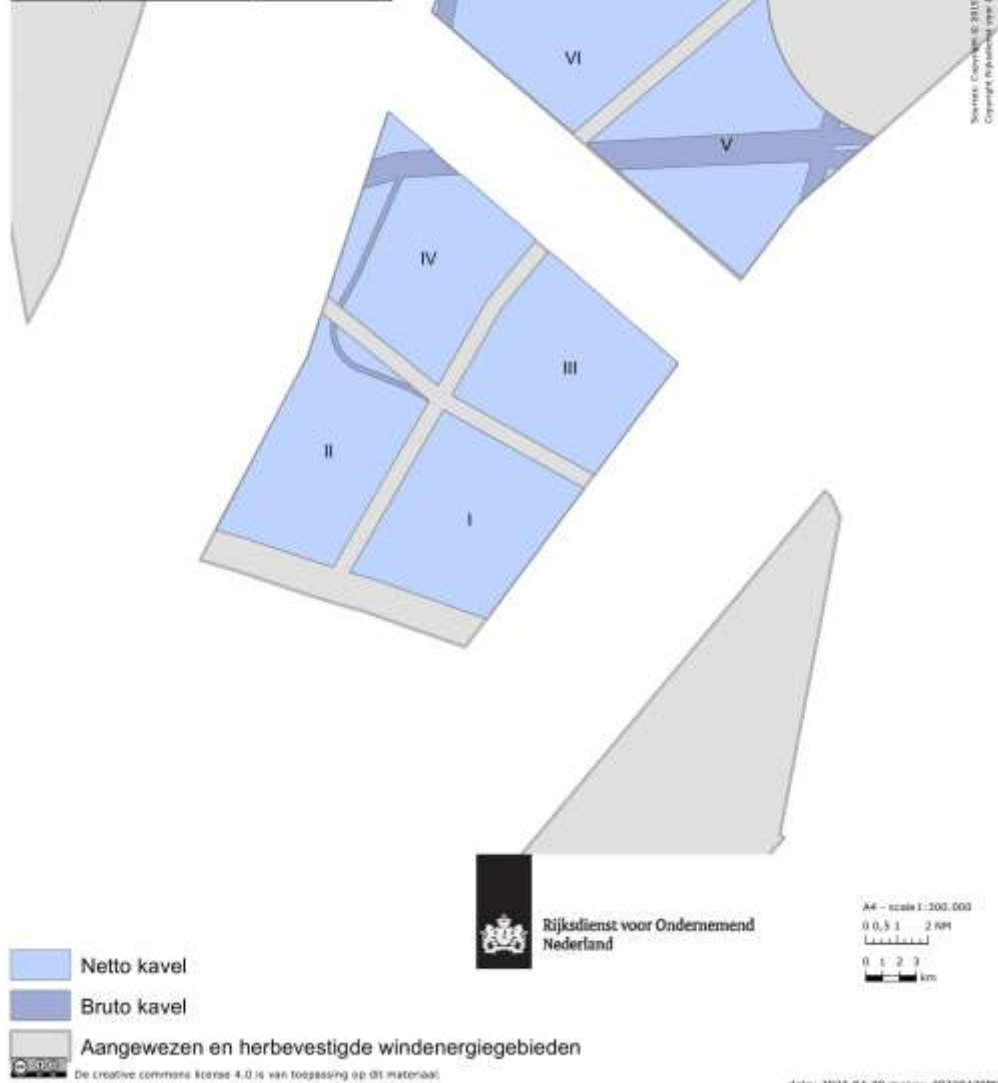 VI
V
IV
III
II
I
Rijksdienst voor Ondernemend
Nederland
A4 - scale 1:300.000
0 0,5 1 2 NM
0 1 2 3
km
Netto kavel
Bruto kavel
Aangewezen en herbevestigde windenergiegebieden
De creative commons license 4.0 is van toepassing op dit materiaal.